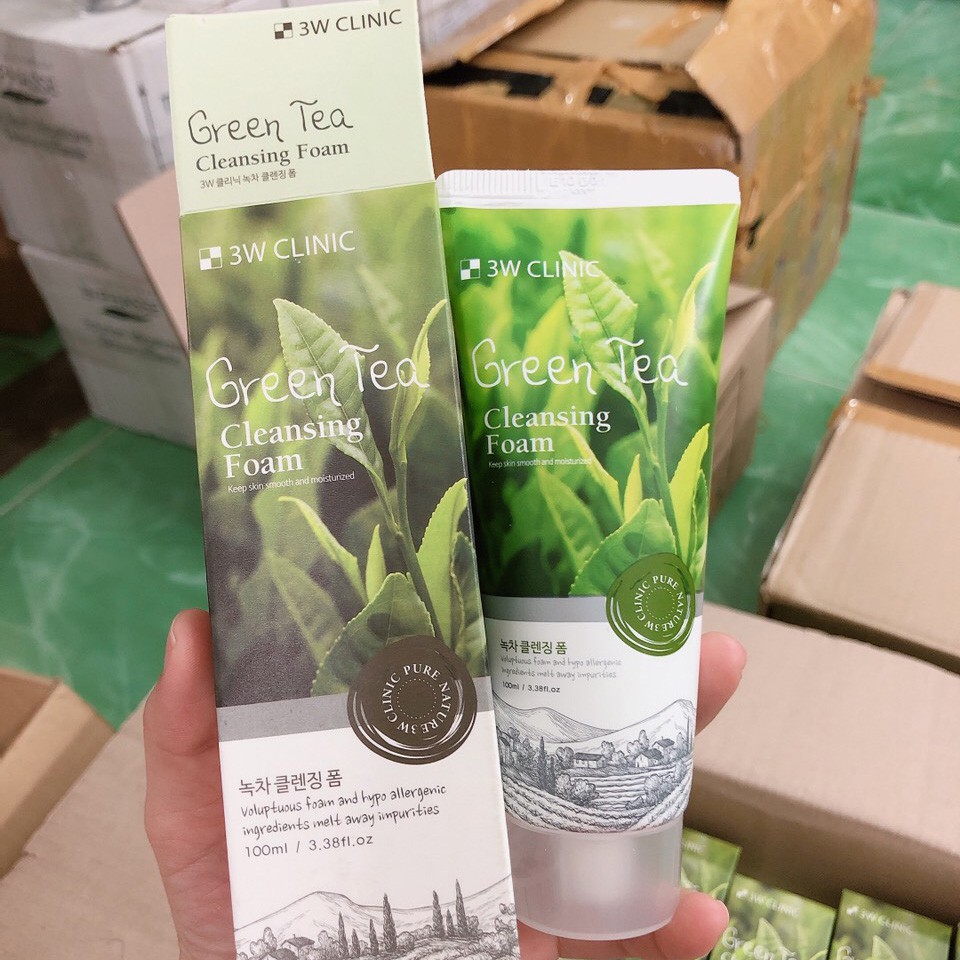 3W CLINIC
Green Tea
Cleansing Foam
3W 클리닉 녹차 클렌징 폼
3W CLINIC
Green Tea
Cleansing
Foam
Keep skin smooth and moisturized
3W CLINIC PURE NATURE
녹차 클렌징 폼
Voluptuous foam and hypo allergenic
ingredients melt away impurities
100ml / 3.38fl.oz
3W CLINIC
Green Tea
Cleansing
Foam
Keep skin smooth and moisturized
3W CLINIC PURE NATURE
녹차 클렌징 폼
Voluptuous foam and hypo allergenic
ingredients melt away impurities
100ml / 3.38fl.oz
3W CLINIC
Green Tea
3W CLINIC